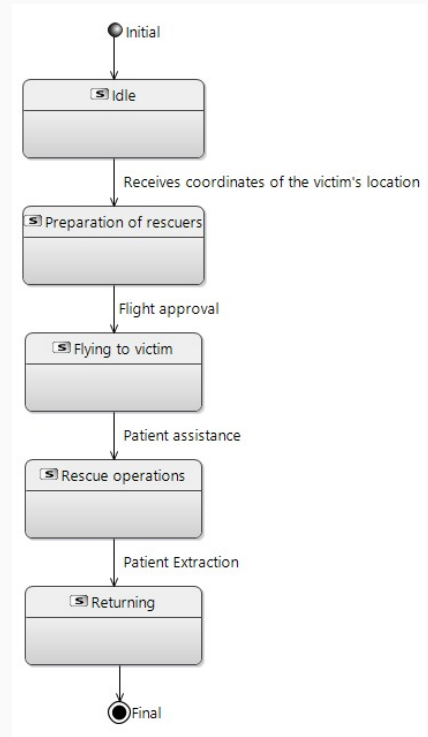 Initial
S Idle
Receives coordinates of the victim's location
S Preparation of rescuers
Flight approval
S Flying to victim
Patient assistance
S Rescue operations
Patient Extraction
S Returning
Final